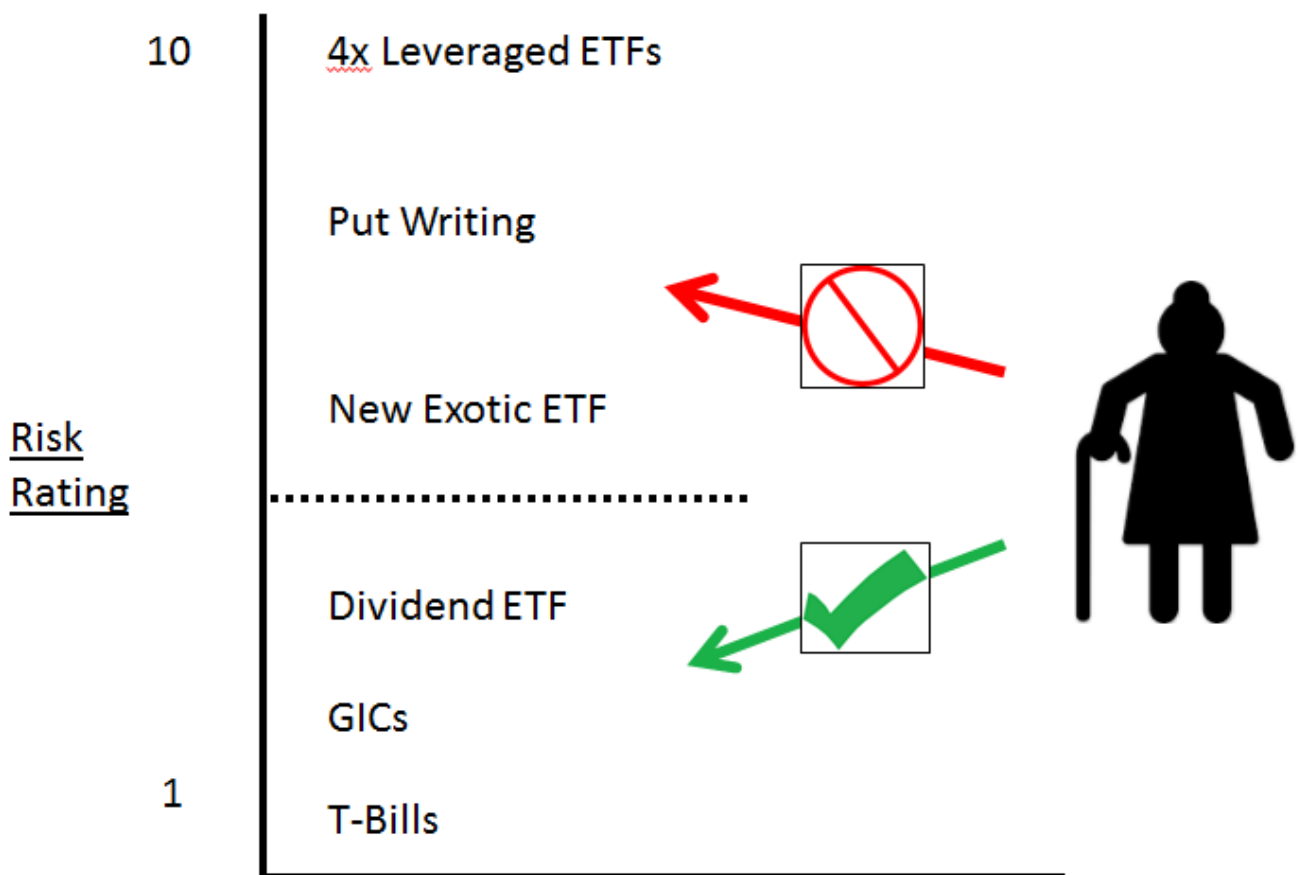 10
4x Leveraged ETFs
Put Writing
New Exotic ETF
Risk
Rating
Dividend ETF
GICs
1
T-Bills